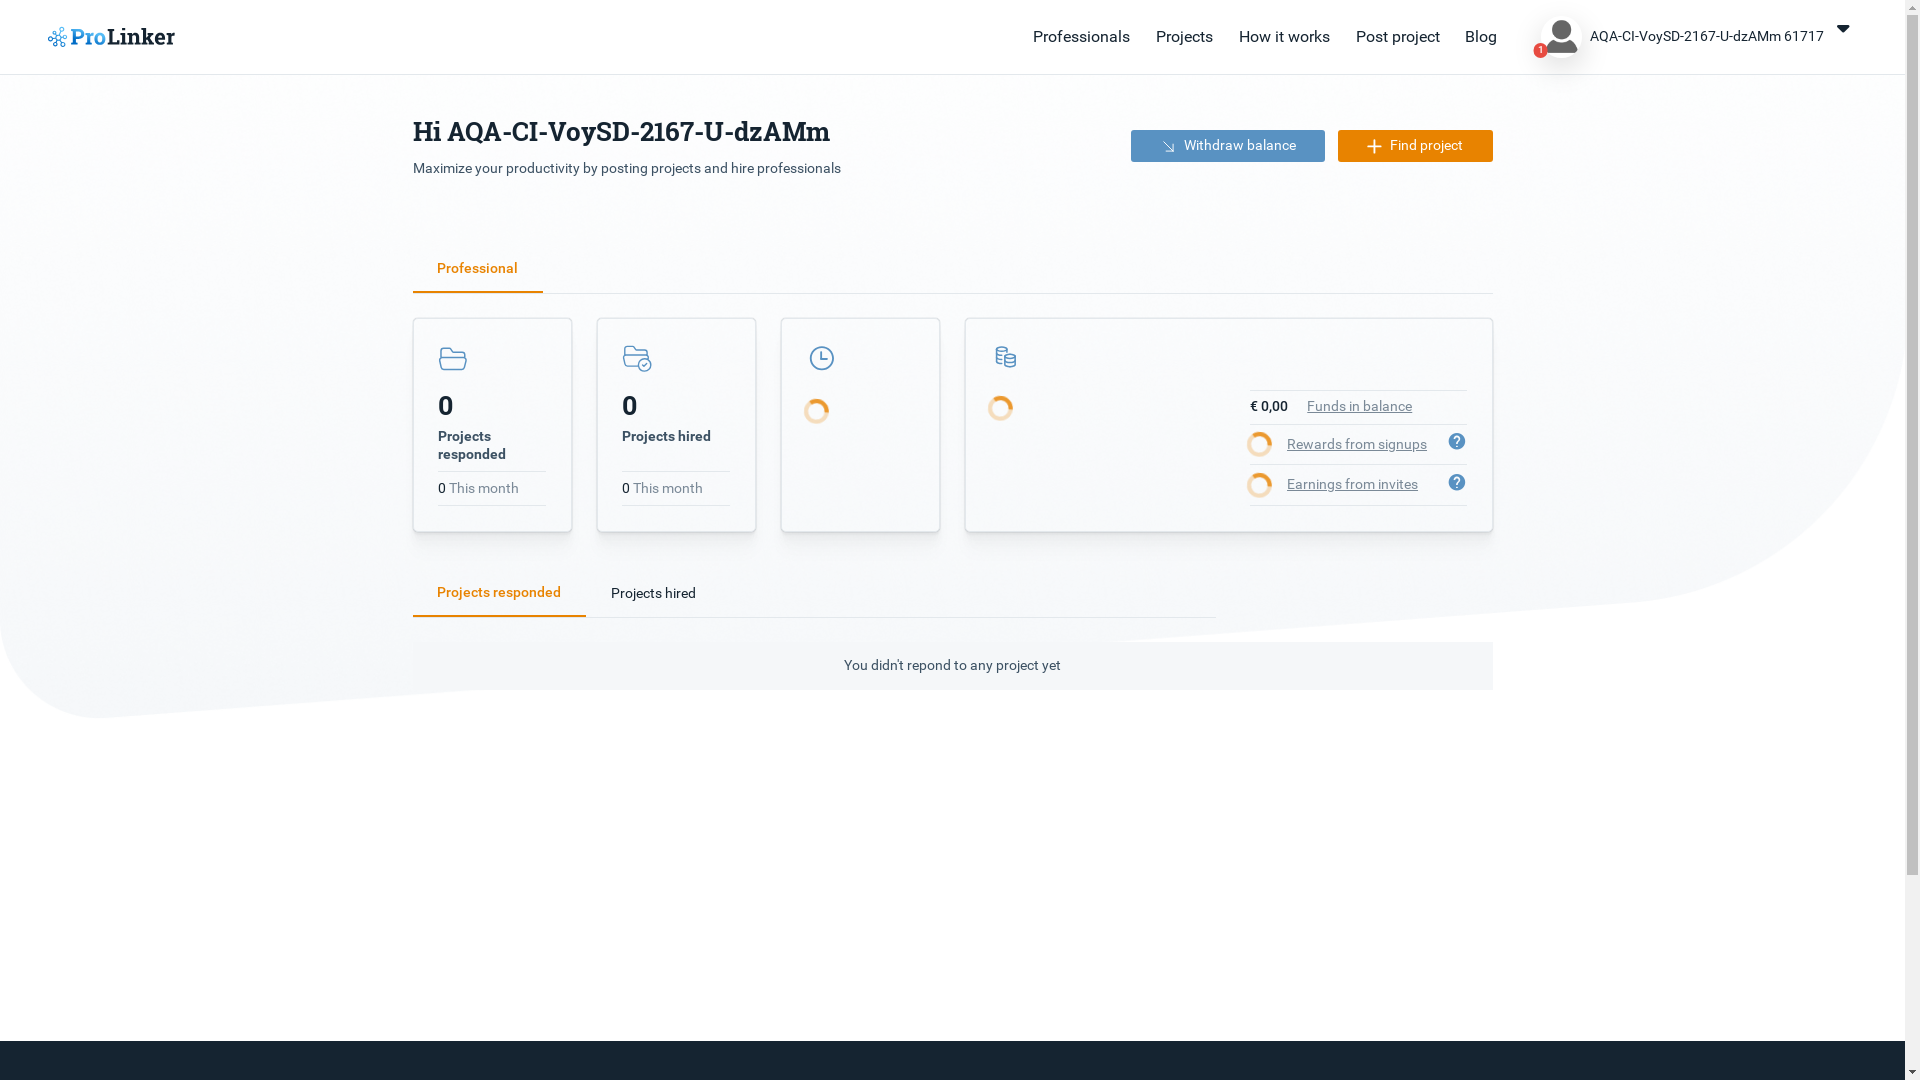 ProLinker
Professionals
Projects
How it works
Post project
Blog
1
AQA-CI-VoySD-2167-U-dzAMm 61717
Hi AQA-CI-VoySD-2167-U-dzAMm
Maximize your productivity by posting projects and hire professionals
Withdraw balance
Find project
Professional
0
Projects
responded
0 This month
0
Projects hired
0 This month
€ 0,00 Funds in balance
Rewards from signups ?
Earnings from invites ?
Projects responded
Projects hired
You didn't repond to any project yet